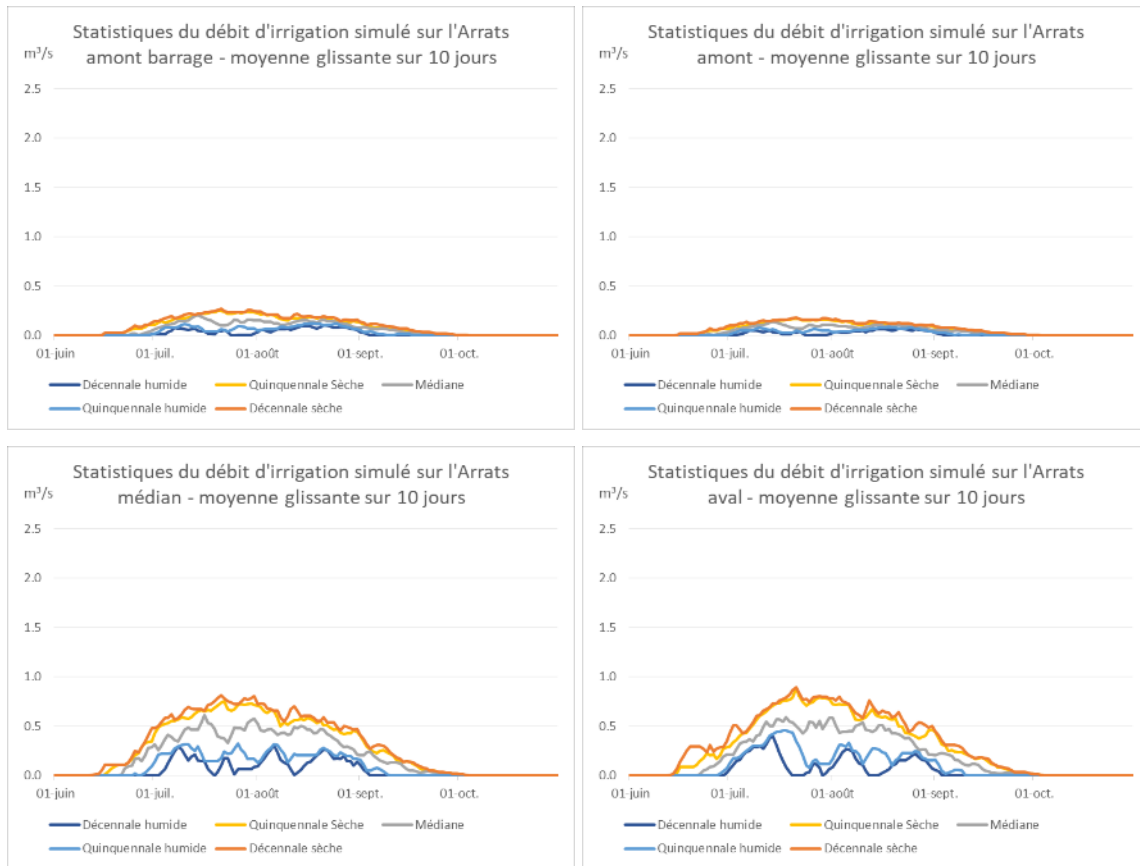 Statistiques du débit d'irrigation simulé sur l'Arrats
amont barrage - moyenne glissante sur 10 jours
m³/s
2.5
2.0
1.5
1.0
0.5
0.0
01-juin 01-juil. 01-août 01-sept. 01-oct.
Décennale humide Quinquennale Sèche Médiane
Quinquennale humide Décennale sèche
Statistiques du débit d'irrigation simulé sur l'Arrats
amont - moyenne glissante sur 10 jours
m³/s
2.5
2.0
1.5
1.0
0.5
0.0
01-juin 01-juil. 01-août 01-sept. 01-oct.
Décennale humide Quinquennale Sèche Médiane
Quinquennale humide Décennale sèche
Statistiques du débit d'irrigation simulé sur l'Arrats
médian - moyenne glissante sur 10 jours
m³/s
2.5
2.0
1.5
1.0
0.5
0.0
01-juin 01-juil. 01-août 01-sept. 01-oct.
Décennale humide Quinquennale Sèche Médiane
Quinquennale humide Décennale sèche
Statistiques du débit d'irrigation simulé sur l'Arrats
aval - moyenne glissante sur 10 jours
m³/s
2.5
2.0
1.5
1.0
0.5
0.0
01-juin 01-juil. 01-août 01-sept. 01-oct.
Décennale humide Quinquennale Sèche Médiane
Quinquennale humide Décennale sèche